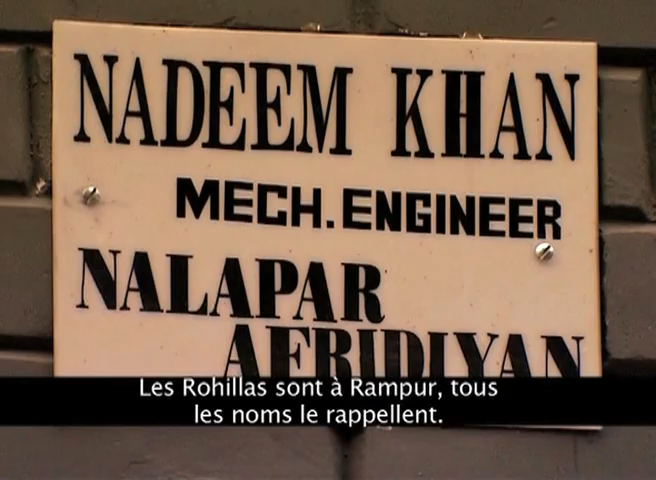 NADEEM KHAN
MECH. ENGINEER
NALAPAR
AFRIDIYAN
Les Rohillas sont à Rampur, tous
les noms le rappellent.